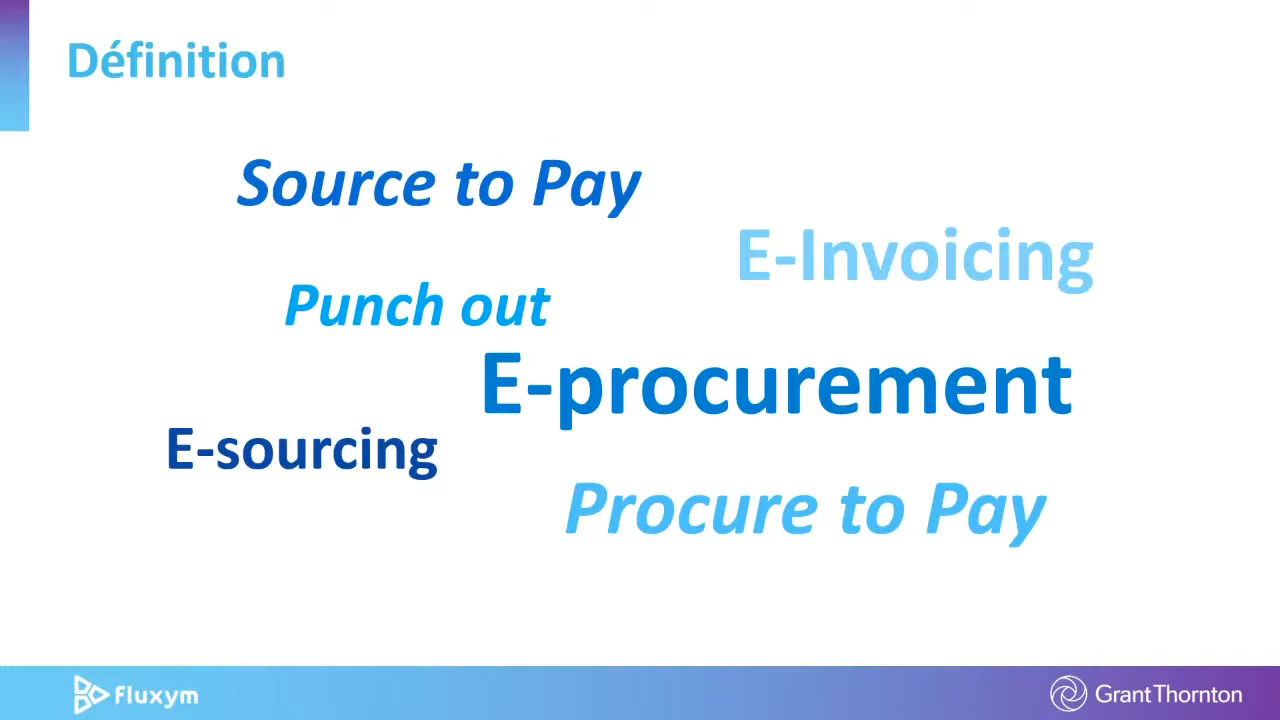 Définition
Source to Pay
E-Invoicing
Punch out
E-procurement
E-sourcing
Procure to Pay
Fluxym
GrantThornton